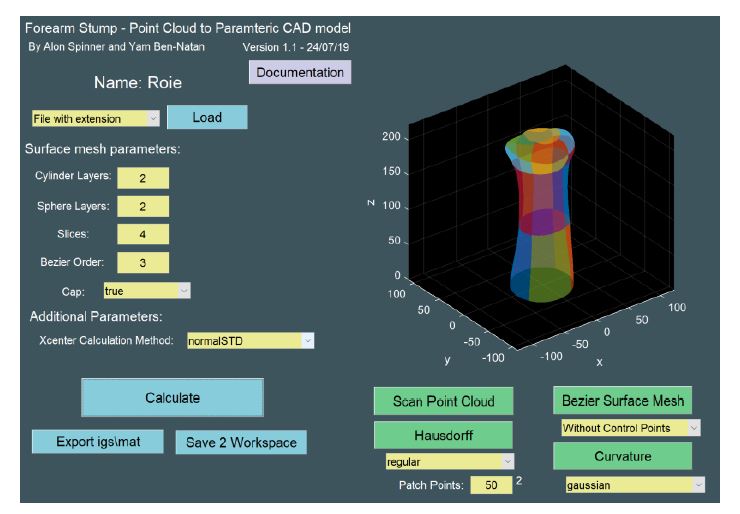 Forearm Stump - Point Cloud to Paramteric CAD model
By Alon Spinner and Yam Ben-Natan Version 1.1 - 24/07/19
Documentation
Name: Roie
File with extension Load
Surface mesh parameters:
Cylinder Layers: 2
Sphere Layers: 2
Slices: 4
Bezier Order: 3
Cap: true
Additional Parameters:
Xcenter Calculation Method: normalSTD
Calculate
Export igs\mat Save 2 Workspace
200
150
z 100
50
0
100
50
0
-50
-100
y
100
50
0
-50
-100
x
Scan Point Cloud Bezier Surface Mesh
Hausdorff Without Control Points
regular Curvature
Patch Points: 50 2 gaussian